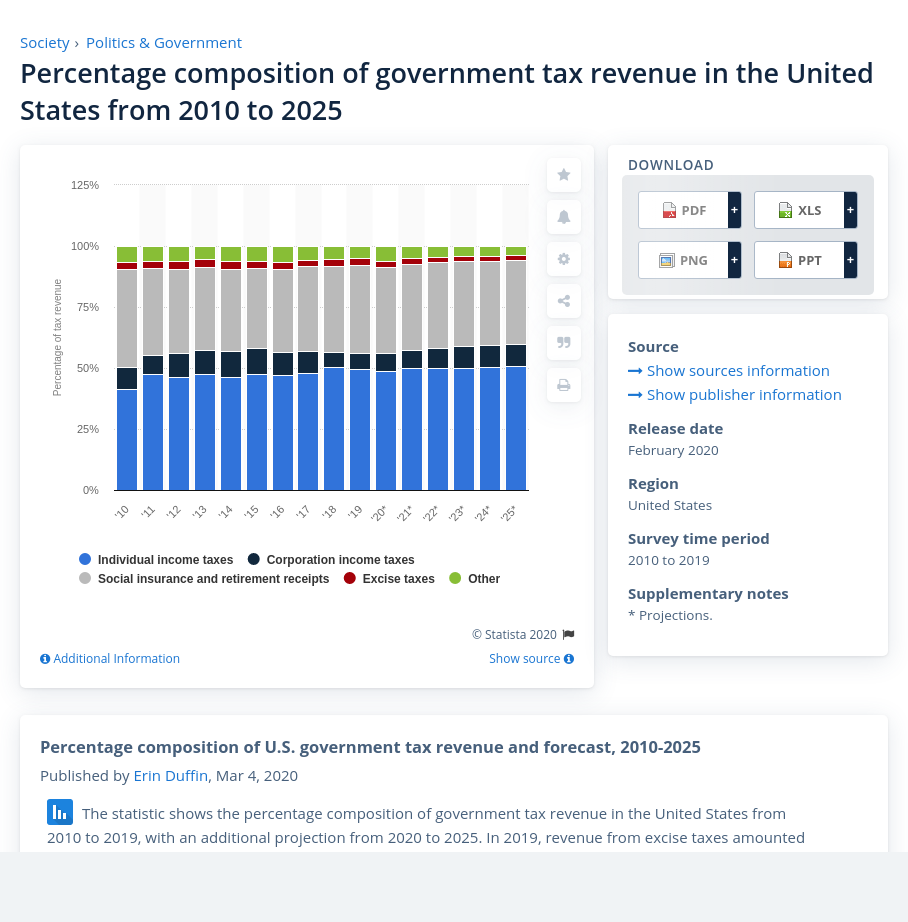 Society › Politics & Government
Percentage composition of government tax revenue in the United
States from 2010 to 2025
125%
100%
75%
50%
25%
0%
Percentage of tax revenue
'10 '11 '12 '13 '14 '15 '16 '17 '18 '19 '20* '21* '22* '23* '24* '25*
Individual income taxes Corporation income taxes
Social insurance and retirement receipts Excise taxes Other
© Statista 2020
Additional Information Show source
DOWNLOAD
PDF + XLS +
PNG + PPT +
Source
Show sources information
Show publisher information
Release date
February 2020
Region
United States
Survey time period
2010 to 2019
Supplementary notes
* Projections.
Percentage composition of U.S. government tax revenue and forecast, 2010-2025
Published by Erin Duffin, Mar 4, 2020
The statistic shows the percentage composition of government tax revenue in the United States from
2010 to 2019, with an additional projection from 2020 to 2025. In 2019, revenue from excise taxes amounted